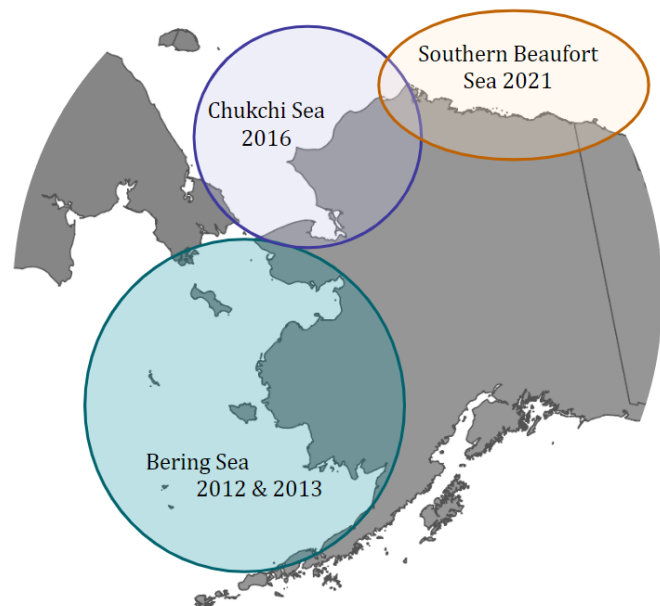 Southern Beaufort
Sea 2021
Chukchi Sea
2016
Bering Sea
2012 & 2013